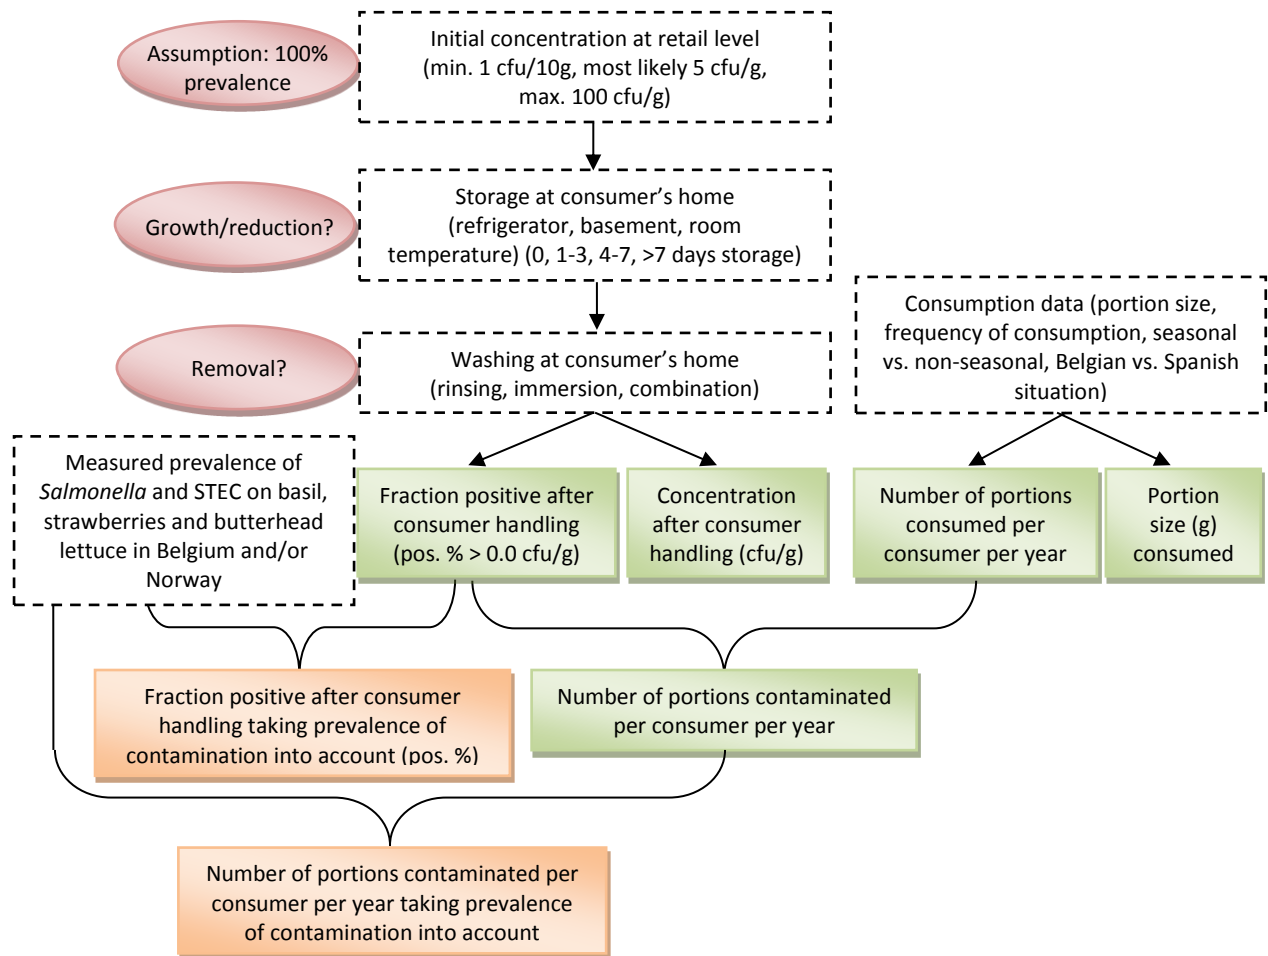 Assumption: 100%
prevalence
Initial concentration at retail level
(min. 1 cfu/10g, most likely 5 cfu/g,
max. 100 cfu/g)
Growth/reduction?
Storage at consumer’s home
(refrigerator, basement, room
temperature) (0, 1-3, 4-7, >7 days storage)
Removal?
Washing at consumer’s home
(rinsing, immersion, combination)
Consumption data (portion size,
frequency of consumption, seasonal
vs. non-seasonal, Belgian vs. Spanish
situation)
Measured prevalence of
Salmonella and STEC on basil,
strawberries and butterhead
lettuce in Belgium and/or
Norway
Fraction positive after
consumer handling
(pos. % > 0.0 cfu/g)
Concentration
after consumer
handling (cfu/g)
Number of portions
consumed per
consumer per year
Portion
size (g)
consumed
Fraction positive after consumer
handling taking prevalence of
contamination into account (pos. %)
Number of portions contaminated
per consumer per year
Number of portions contaminated per
consumer per year taking prevalence
of contamination into account